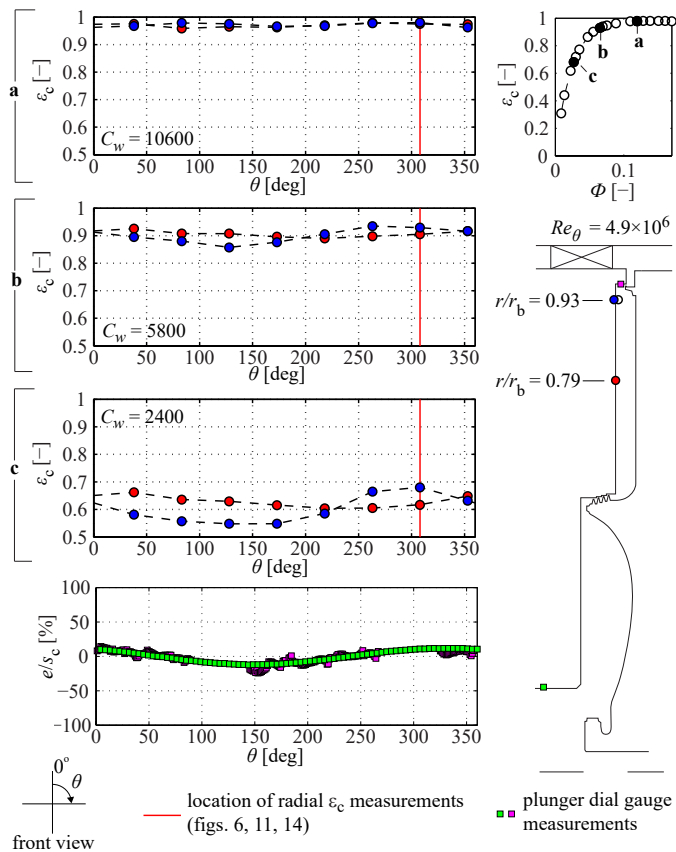 a
ε_c [–]
1
0.9
0.8
0.7
0.6
0.5
C_w = 10600
0 50 100 150 200 250 300 350
θ [deg]
b
ε_c [–]
1
0.9
0.8
0.7
0.6
0.5
C_w = 5800
0 50 100 150 200 250 300 350
θ [deg]
c
ε_c [–]
1
0.9
0.8
0.7
0.6
0.5
C_w = 2400
0 50 100 150 200 250 300 350
θ [deg]
e/s_c [%]
100
50
0
−50
−100
0 50 100 150 200 250 300 350
θ [deg]
ε_c [–]
1
0.8
0.6
0.4
0.2
0
a
b
c
0 0.1
Φ [–]
Re_θ = 4.9×10⁶
r/r_b = 0.93
r/r_b = 0.79
0°
θ
front view
location of radial ε_c measurements
(figs. 6, 11, 14)
plunger dial gauge
measurements